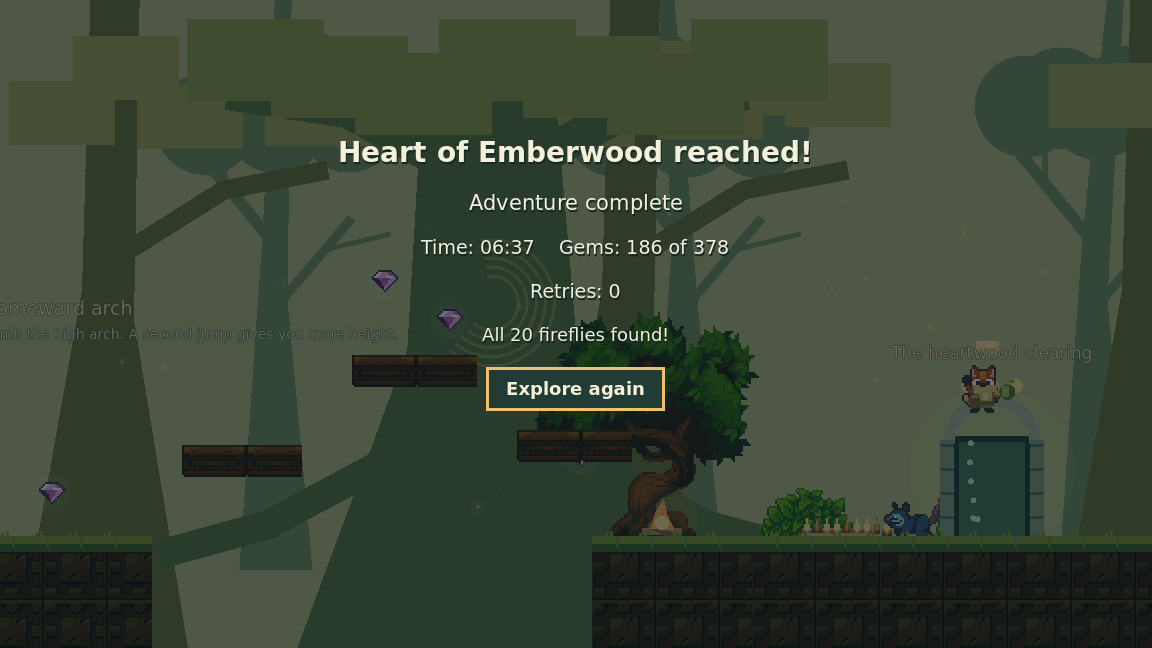 Heart of Emberwood reached!
Adventure complete
Time: 06:37 Gems: 186 of 378
Retries: 0
omeward arch
mb the high arch. A second jump gives you more height.
All 20 fireflies found!
The heartwood clearing
Explore again